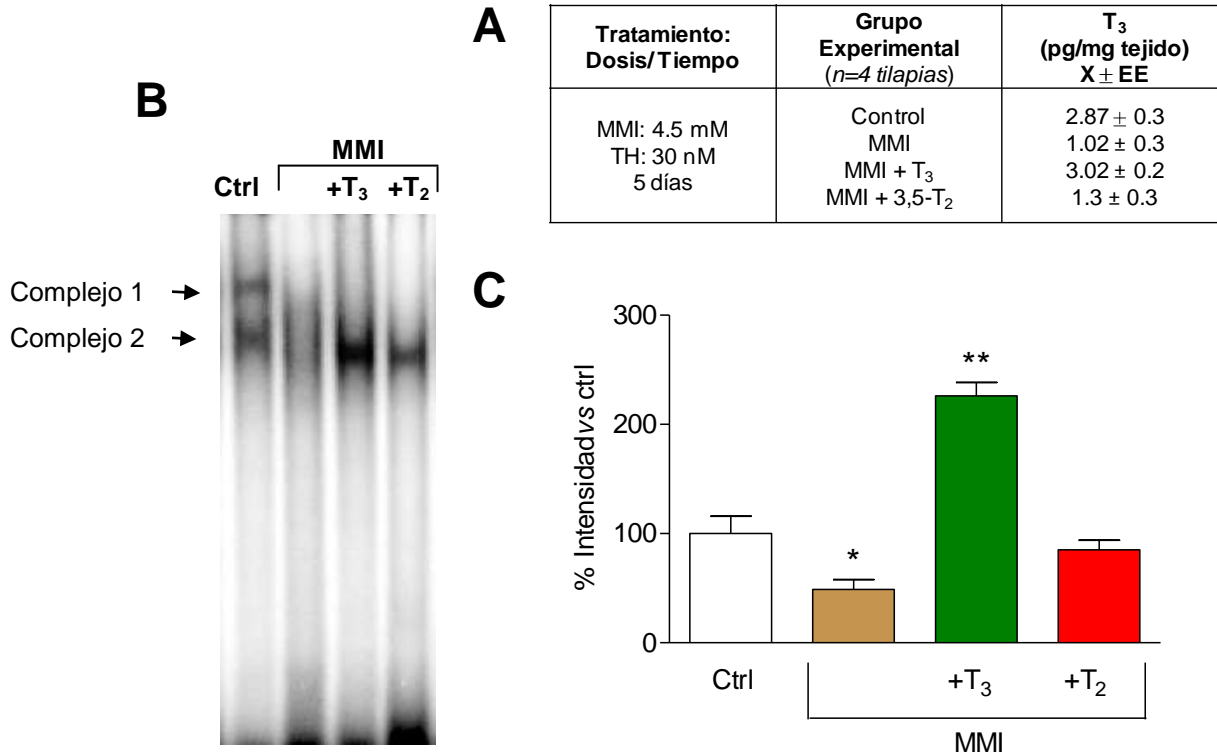 A
Tratamiento:
Dosis/Tiempo
Grupo
Experimental
(n=4 tilapias)
T3
(pg/mg tejido)
X ± EE
MMI: 4.5 mM
TH: 30 nM
5 días
Control
MMI
MMI + T3
MMI + 3,5-T2
2.87 ± 0.3
1.02 ± 0.3
3.02 ± 0.2
1.3 ± 0.3
B
MMI
Ctrl +T3 +T2
Complejo 1
Complejo 2
C
% Intensidad vs ctrl
300
200
100
0
*
**
Ctrl +T3 +T2
MMI